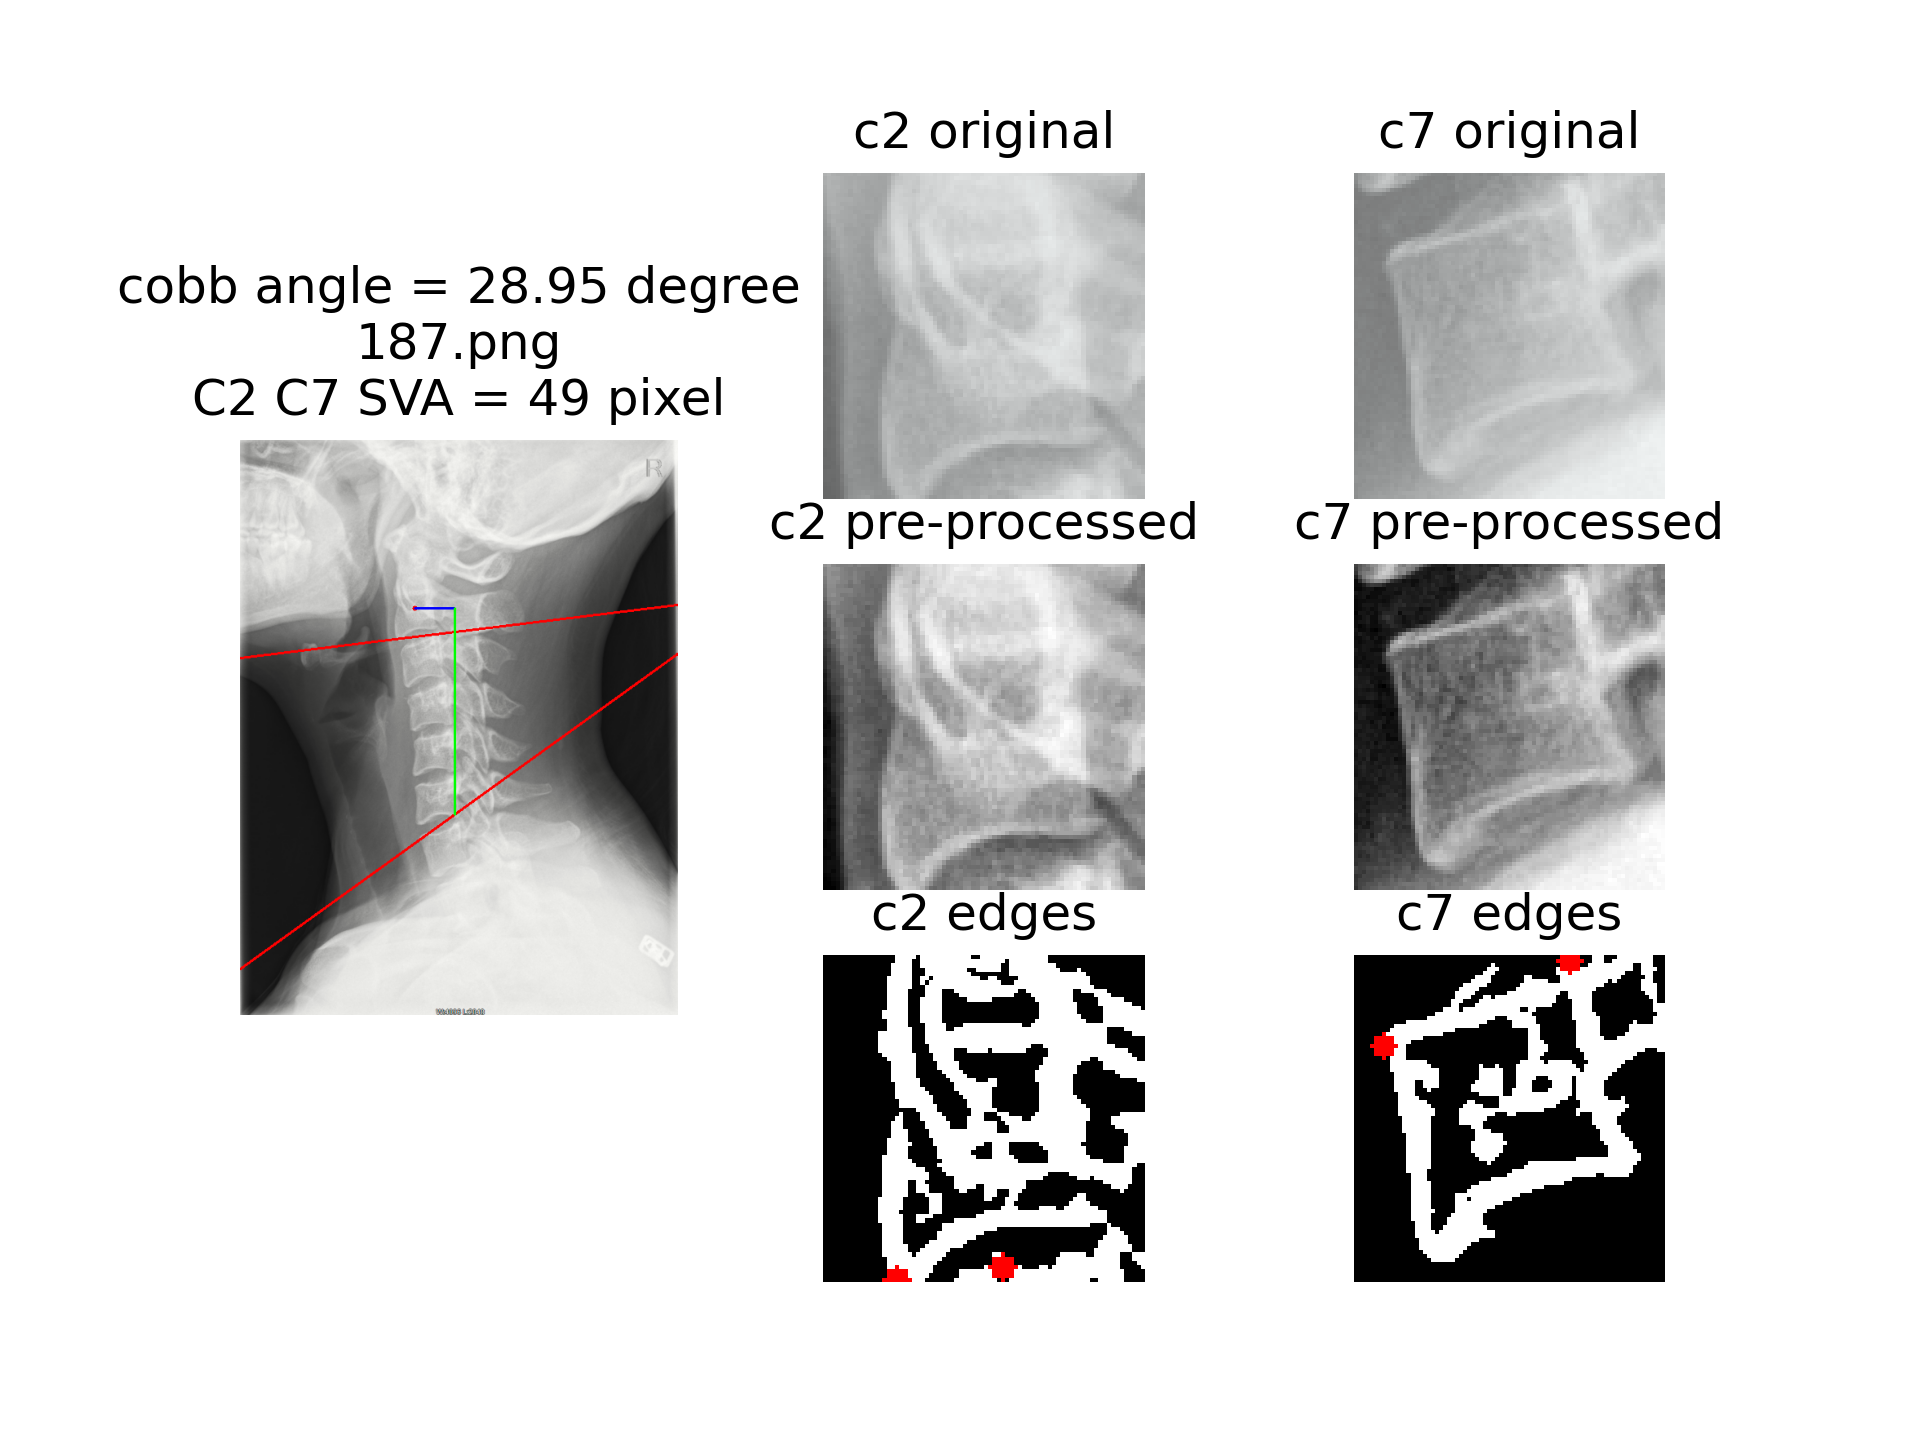 cobb angle = 28.95 degree
187.png
C2 C7 SVA = 49 pixel
R
c2 original
c7 original
c2 pre-processed
c7 pre-processed
c2 edges
c7 edges